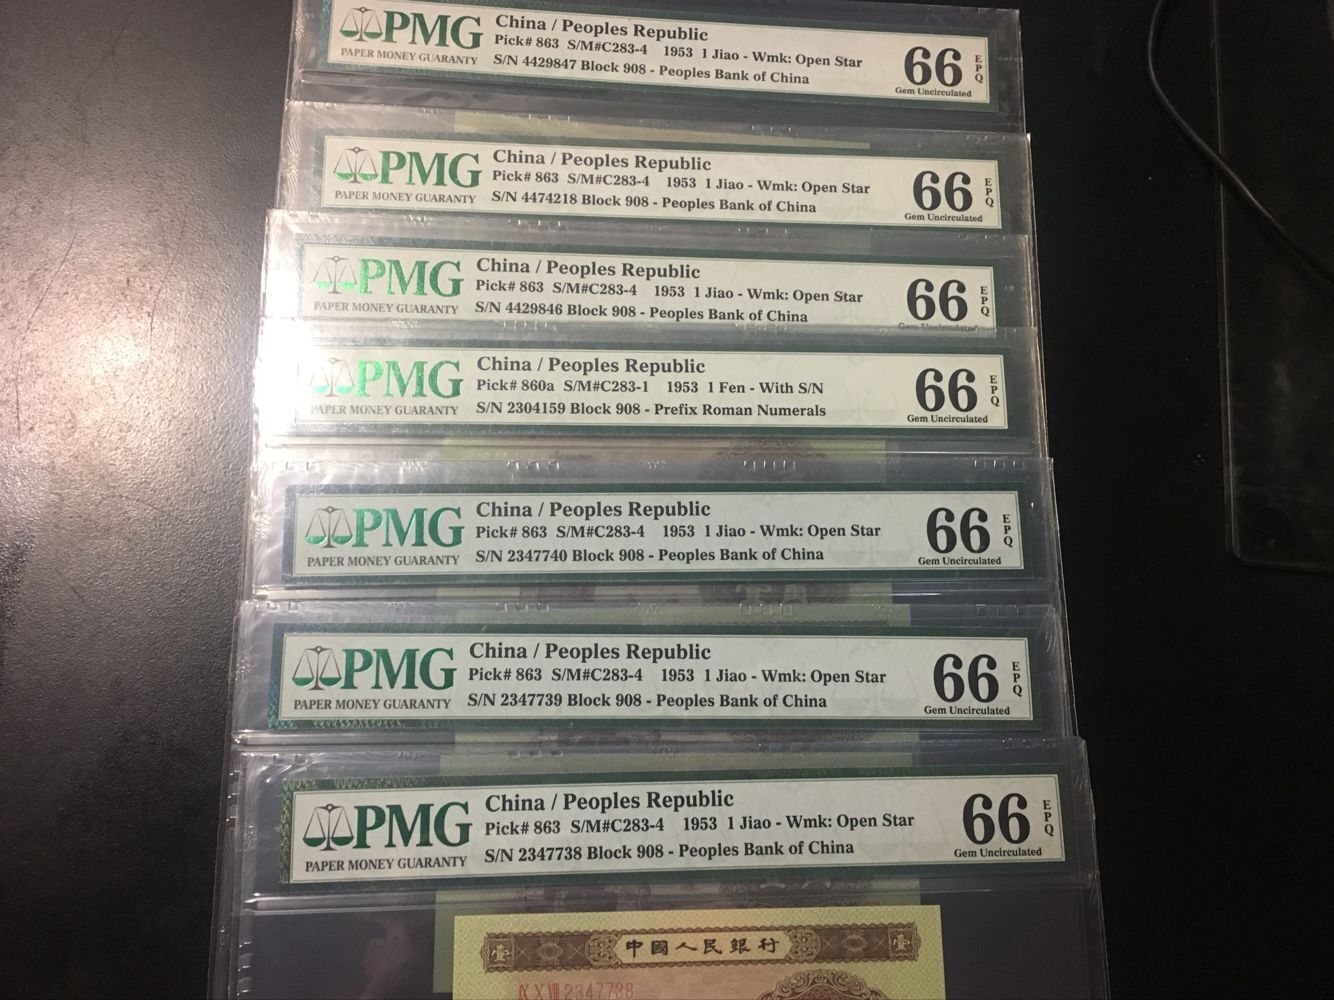 PMG
PAPER MONEY GUARANTY
China / Peoples Republic
Pick# 863 S/M#C283-4 1953 1 Jiao - Wmk: Open Star
S/N 4429847 Block 908 - Peoples Bank of China
66
EPQ
Gem Uncirculated
PMG
PAPER MONEY GUARANTY
China / Peoples Republic
Pick# 863 S/M#C283-4 1953 1 Jiao - Wmk: Open Star
S/N 4474218 Block 908 - Peoples Bank of China
66
EPQ
Gem Uncirculated
PMG
PAPER MONEY GUARANTY
China / Peoples Republic
Pick# 863 S/M#C283-4 1953 1 Jiao - Wmk: Open Star
S/N 4429846 Block 908 - Peoples Bank of China
66
EPQ
Gem Uncirculated
PMG
PAPER MONEY GUARANTY
China / Peoples Republic
Pick# 860a S/M#C283-1 1953 1 Fen - With S/N
S/N 2304159 Block 908 - Prefix Roman Numerals
66
EPQ
Gem Uncirculated
PMG
PAPER MONEY GUARANTY
China / Peoples Republic
Pick# 863 S/M#C283-4 1953 1 Jiao - Wmk: Open Star
S/N 2347740 Block 908 - Peoples Bank of China
66
EPQ
Gem Uncirculated
PMG
PAPER MONEY GUARANTY
China / Peoples Republic
Pick# 863 S/M#C283-4 1953 1 Jiao - Wmk: Open Star
S/N 2347739 Block 908 - Peoples Bank of China
66
EPQ
Gem Uncirculated
PMG
PAPER MONEY GUARANTY
China / Peoples Republic
Pick# 863 S/M#C283-4 1953 1 Jiao - Wmk: Open Star
S/N 2347738 Block 908 - Peoples Bank of China
66
EPQ
Gem Uncirculated
壹 中國人民銀行 壹
IX X VIII 2347738